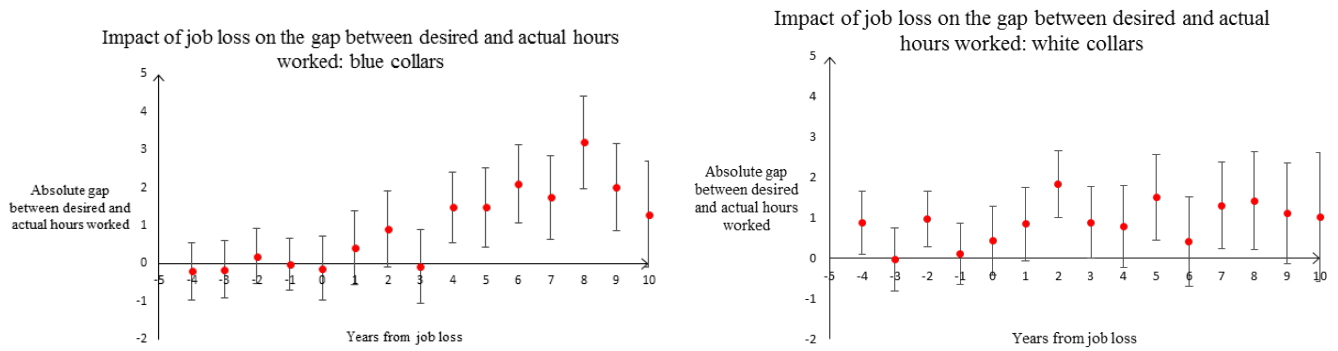 Impact of job loss on the gap between desired and actual hours
worked: blue collars
5
4
3
2
1
0
-1
-2
Absolute gap
between desired and
actual hours worked
-5 -4 -3 -2 -1 0 1 2 3 4 5 6 7 8 9 10
Years from job loss
Impact of job loss on the gap between desired and actual
hours worked: white collars
5
4
3
2
1
0
-1
-2
Absolute gap
between desired
and actual hours
worked
-5 -4 -3 -2 -1 0 1 2 3 4 5 6 7 8 9 10
Years from job loss